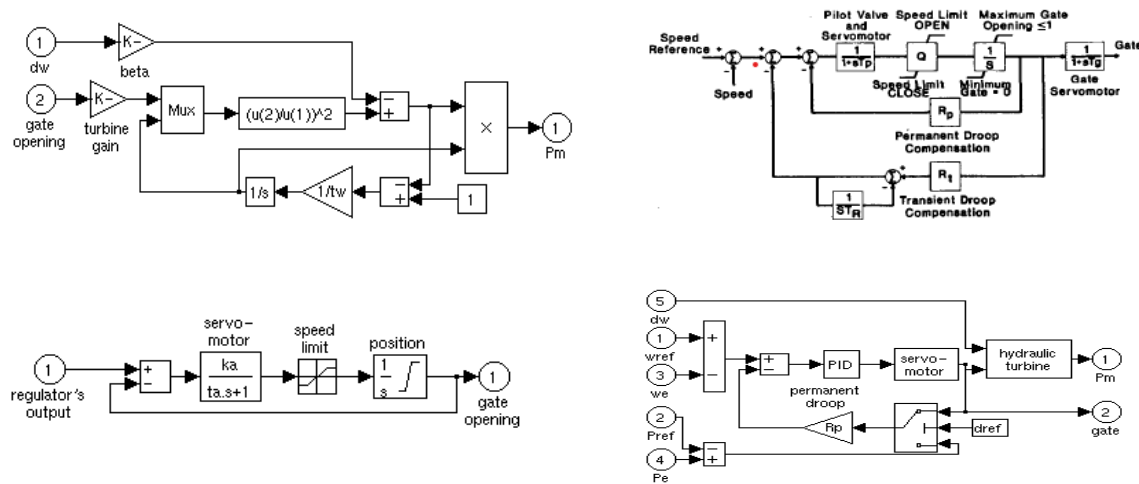 1
dw
K-
beta
2
gate
opening
K-
turbine
gain
Mux
(u(2)/u(1))^2
−
+
×
1
Pm
1/s
1/tw
−
+
1
Speed
Reference
+
−
Speed
+
−
+
−
Pilot Valve
and
Servomotor
1
1+sTp
Speed Limit
OPEN
Q
Speed Limit
CLOSE
Maximum Gate
Opening ≤1
1
S
Minimum
Gate = 0
1
1+sTg
Gate
Gate
Servomotor
Rp
Permanent Droop
Compensation
+
−
Rt
Transient Droop
Compensation
1
STR
1
regulator's
output
+
−
servo-
motor
ka
ta.s+1
speed
limit
position
1
s
1
gate
opening
5
dw
1
wref
3
we
+
−
+
−
PID
servo-
motor
hydraulic
turbine
1
Pm
permanent
droop
Rp
2
gate
dref
2
Pref
4
Pe
−
+